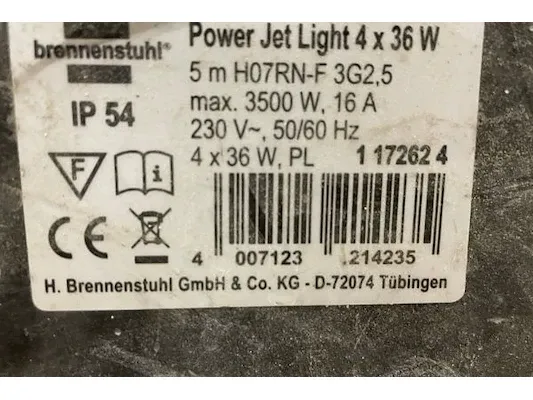 brennenstuhl®
Power Jet Light 4 x 36 W
5 m H07RN-F 3G2,5
IP 54
max. 3500 W, 16 A
230 V~, 50/60 Hz
4 x 36 W, PL 1 17262 4
F
i
CE
4 007123 214235
H. Brennenstuhl GmbH & Co. KG - D-72074 Tübingen